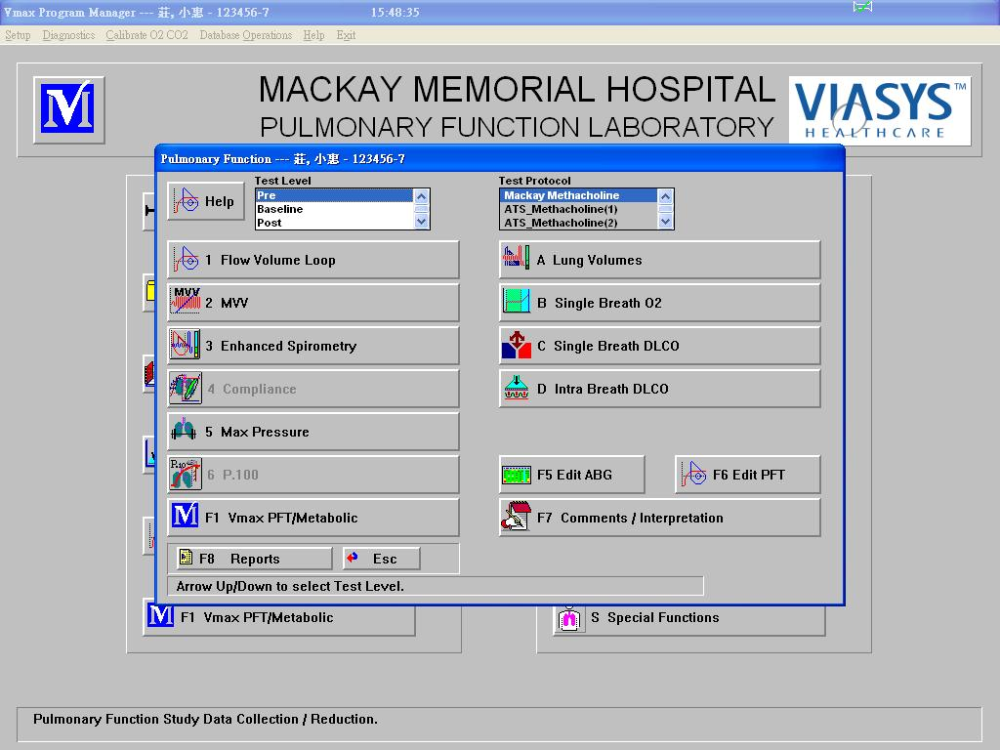 Vmax Program Manager --- 莊, 小惠 - 123456-7 15:48:35
Setup Diagnostics Calibrate O2 CO2 Database Operations Help Exit
MACKAY MEMORIAL HOSPITAL
PULMONARY FUNCTION LABORATORY
VIASYS™
HEALTHCARE
Pulmonary Function --- 莊, 小惠 - 123456-7
Help
Test Level
Pre
Baseline
Post
Test Protocol
Mackay Methacholine
ATS_Methacholine(1)
ATS_Methacholine(2)
1 Flow Volume Loop
MVV
2 MVV
3 Enhanced Spirometry
4 Compliance
5 Max Pressure
P.10
6 P.100
M
F1 Vmax PFT/Metabolic
F8 Reports
Esc
A Lung Volumes
B Single Breath O2
C Single Breath DLCO
D Intra Breath DLCO
F5 Edit ABG
F6 Edit PFT
F7 Comments / Interpretation
Arrow Up/Down to select Test Level.
M
F1 Vmax PFT/Metabolic
S Special Functions
Pulmonary Function Study Data Collection / Reduction.